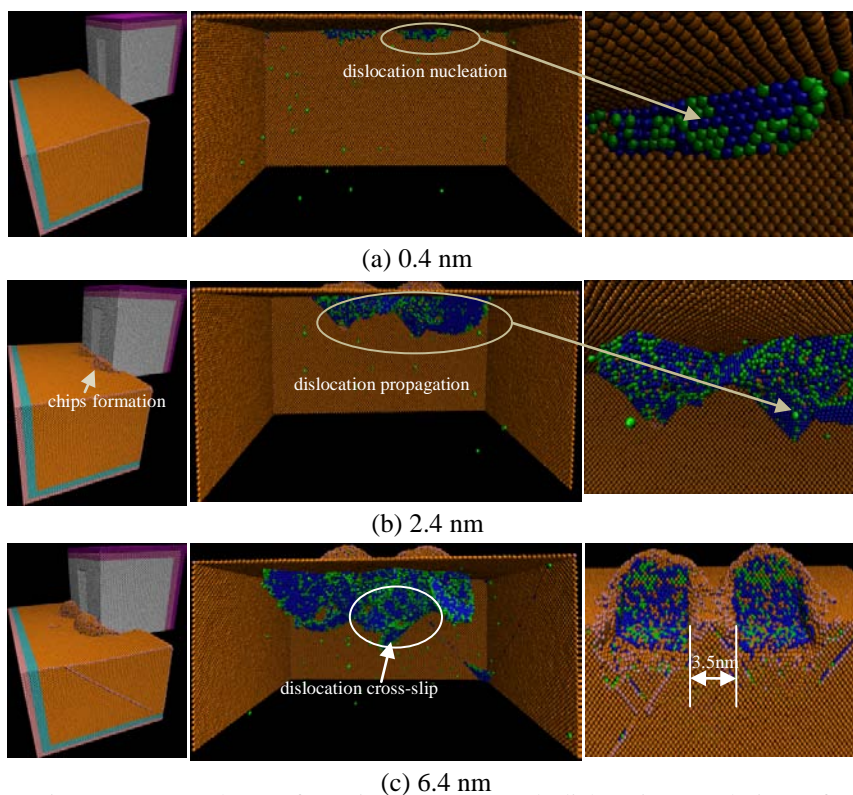 dislocation nucleation
(a) 0.4 nm
chips formation
dislocation propagation
(b) 2.4 nm
3.5nm
dislocation cross-slip
(c) 6.4 nm